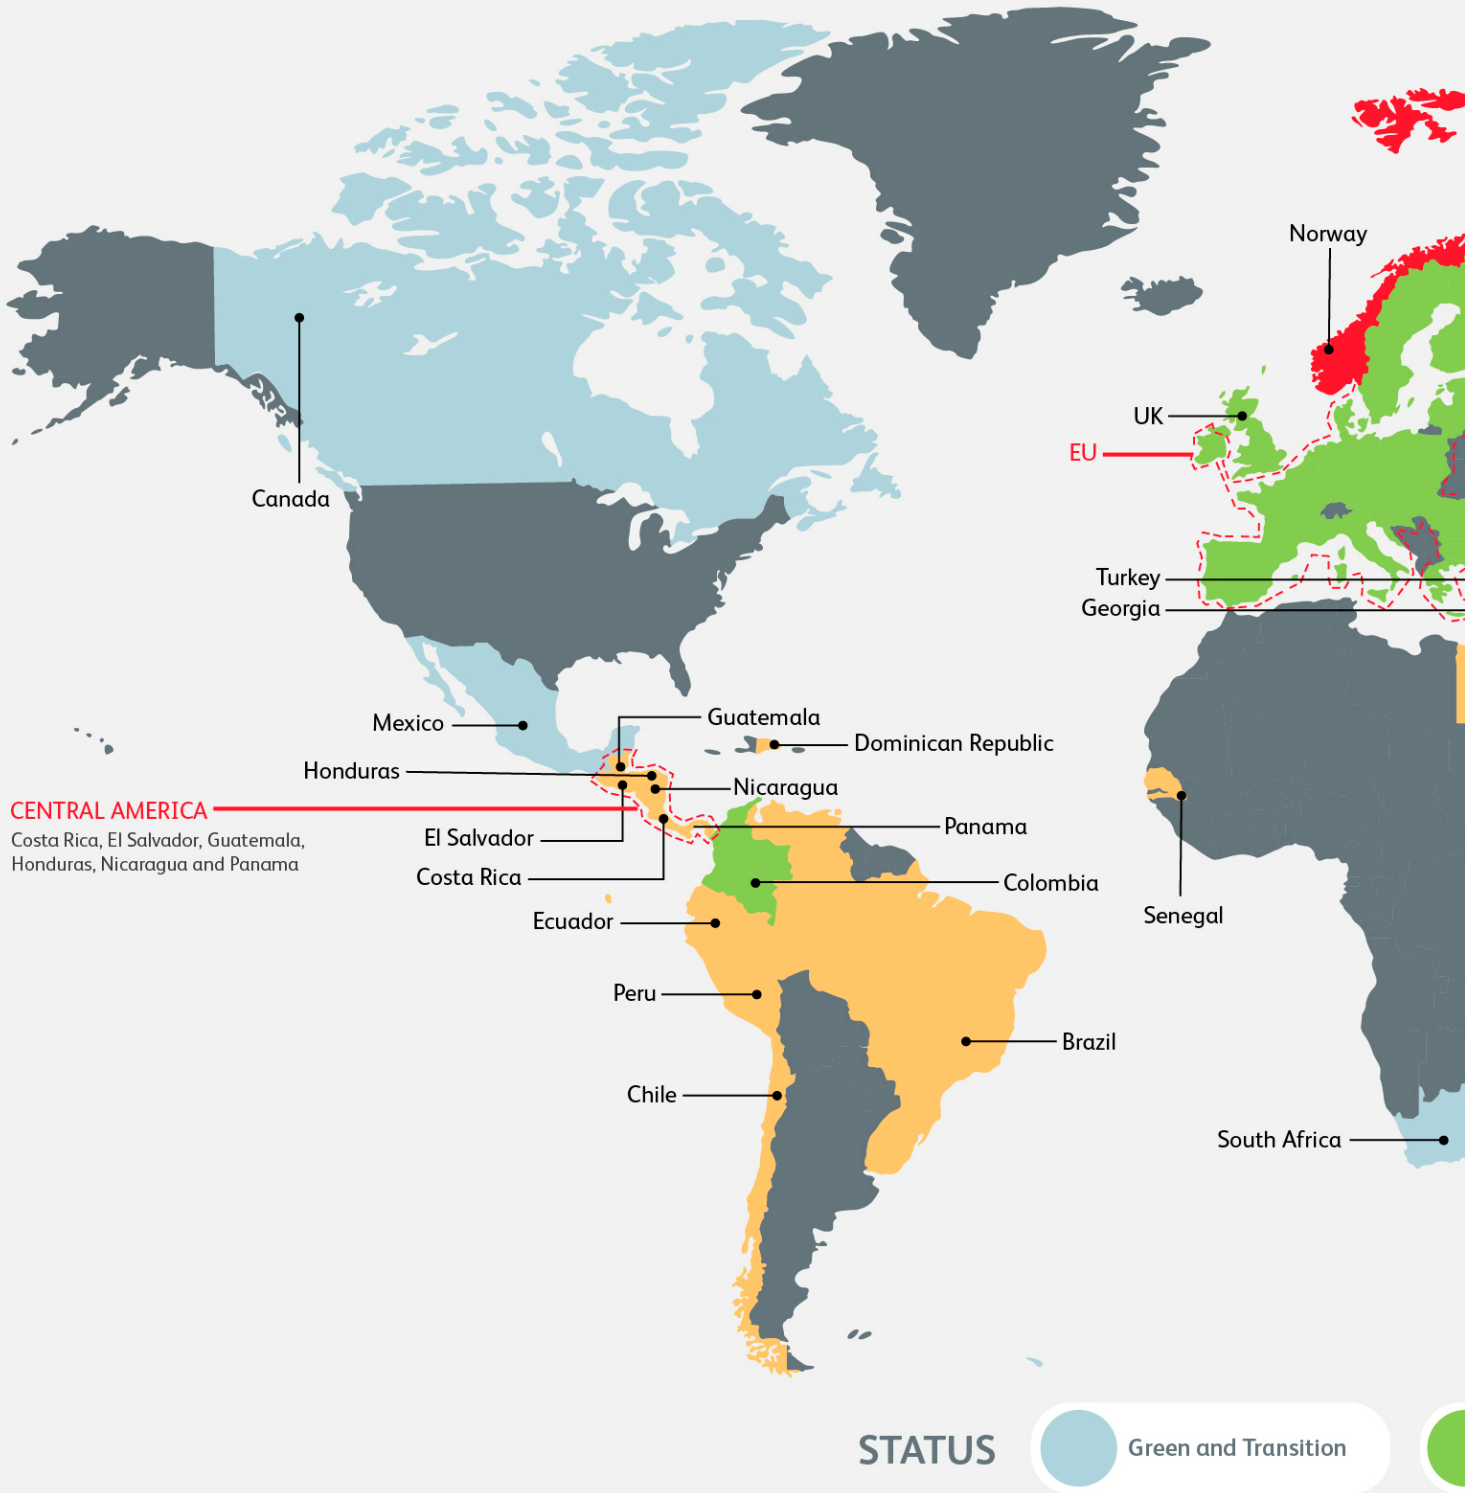 Norway
UK
EU
Canada
Turkey
Georgia
Mexico
Guatemala
Dominican Republic
Honduras
Nicaragua
CENTRAL AMERICA
Costa Rica, El Salvador, Guatemala,
Honduras, Nicaragua and Panama
El Salvador
Panama
Costa Rica
Colombia
Senegal
Ecuador
Peru
Brazil
Chile
South Africa
STATUS
Green and Transition